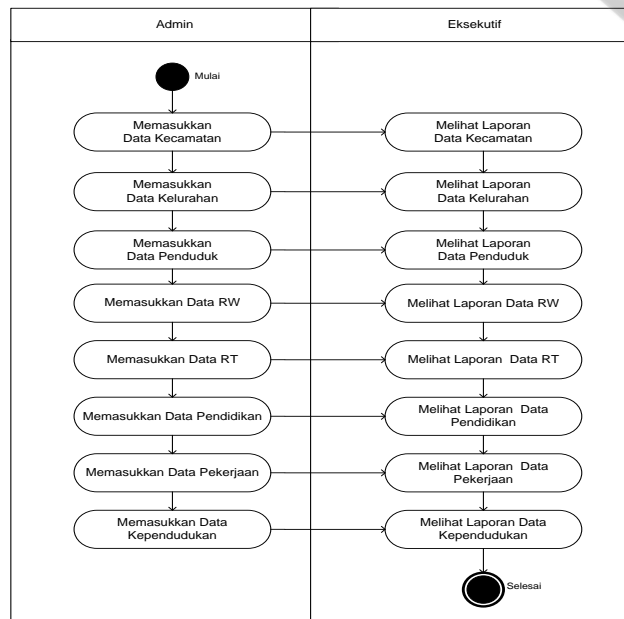 Admin
Eksekutif
Mulai
Memasukkan
Data Kecamatan
Melihat Laporan
Data Kecamatan
Memasukkan
Data Kelurahan
Melihat Laporan
Data Kelurahan
Memasukkan
Data Penduduk
Melihat Laporan
Data Penduduk
Memasukkan Data RW
Melihat Laporan Data RW
Memasukkan Data RT
Melihat Laporan Data RT
Memasukkan Data Pendidikan
Melihat Laporan Data
Pendidikan
Memasukkan Data Pekerjaan
Melihat Laporan Data
Pekerjaan
Memasukkan Data
Kependudukan
Melihat Laporan Data
Kependudukan
Selesai